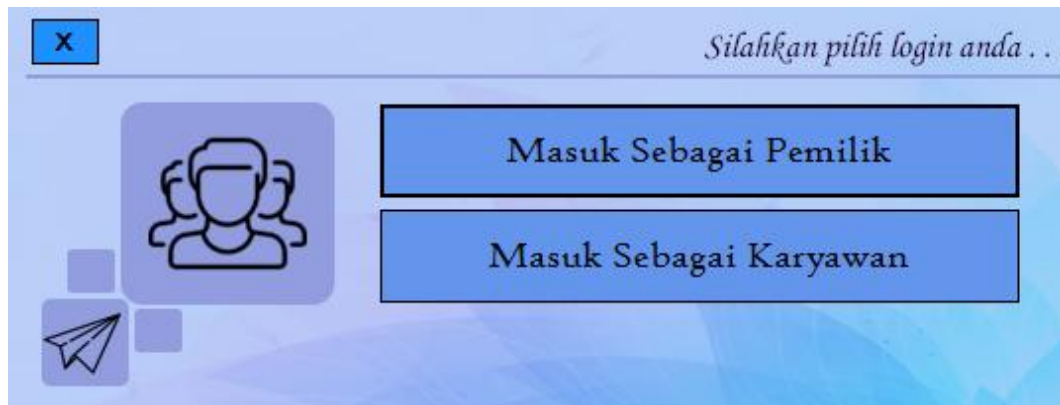 X
Silahkan pilih login anda . .
Masuk Sebagai Pemilik
Masuk Sebagai Karyawan